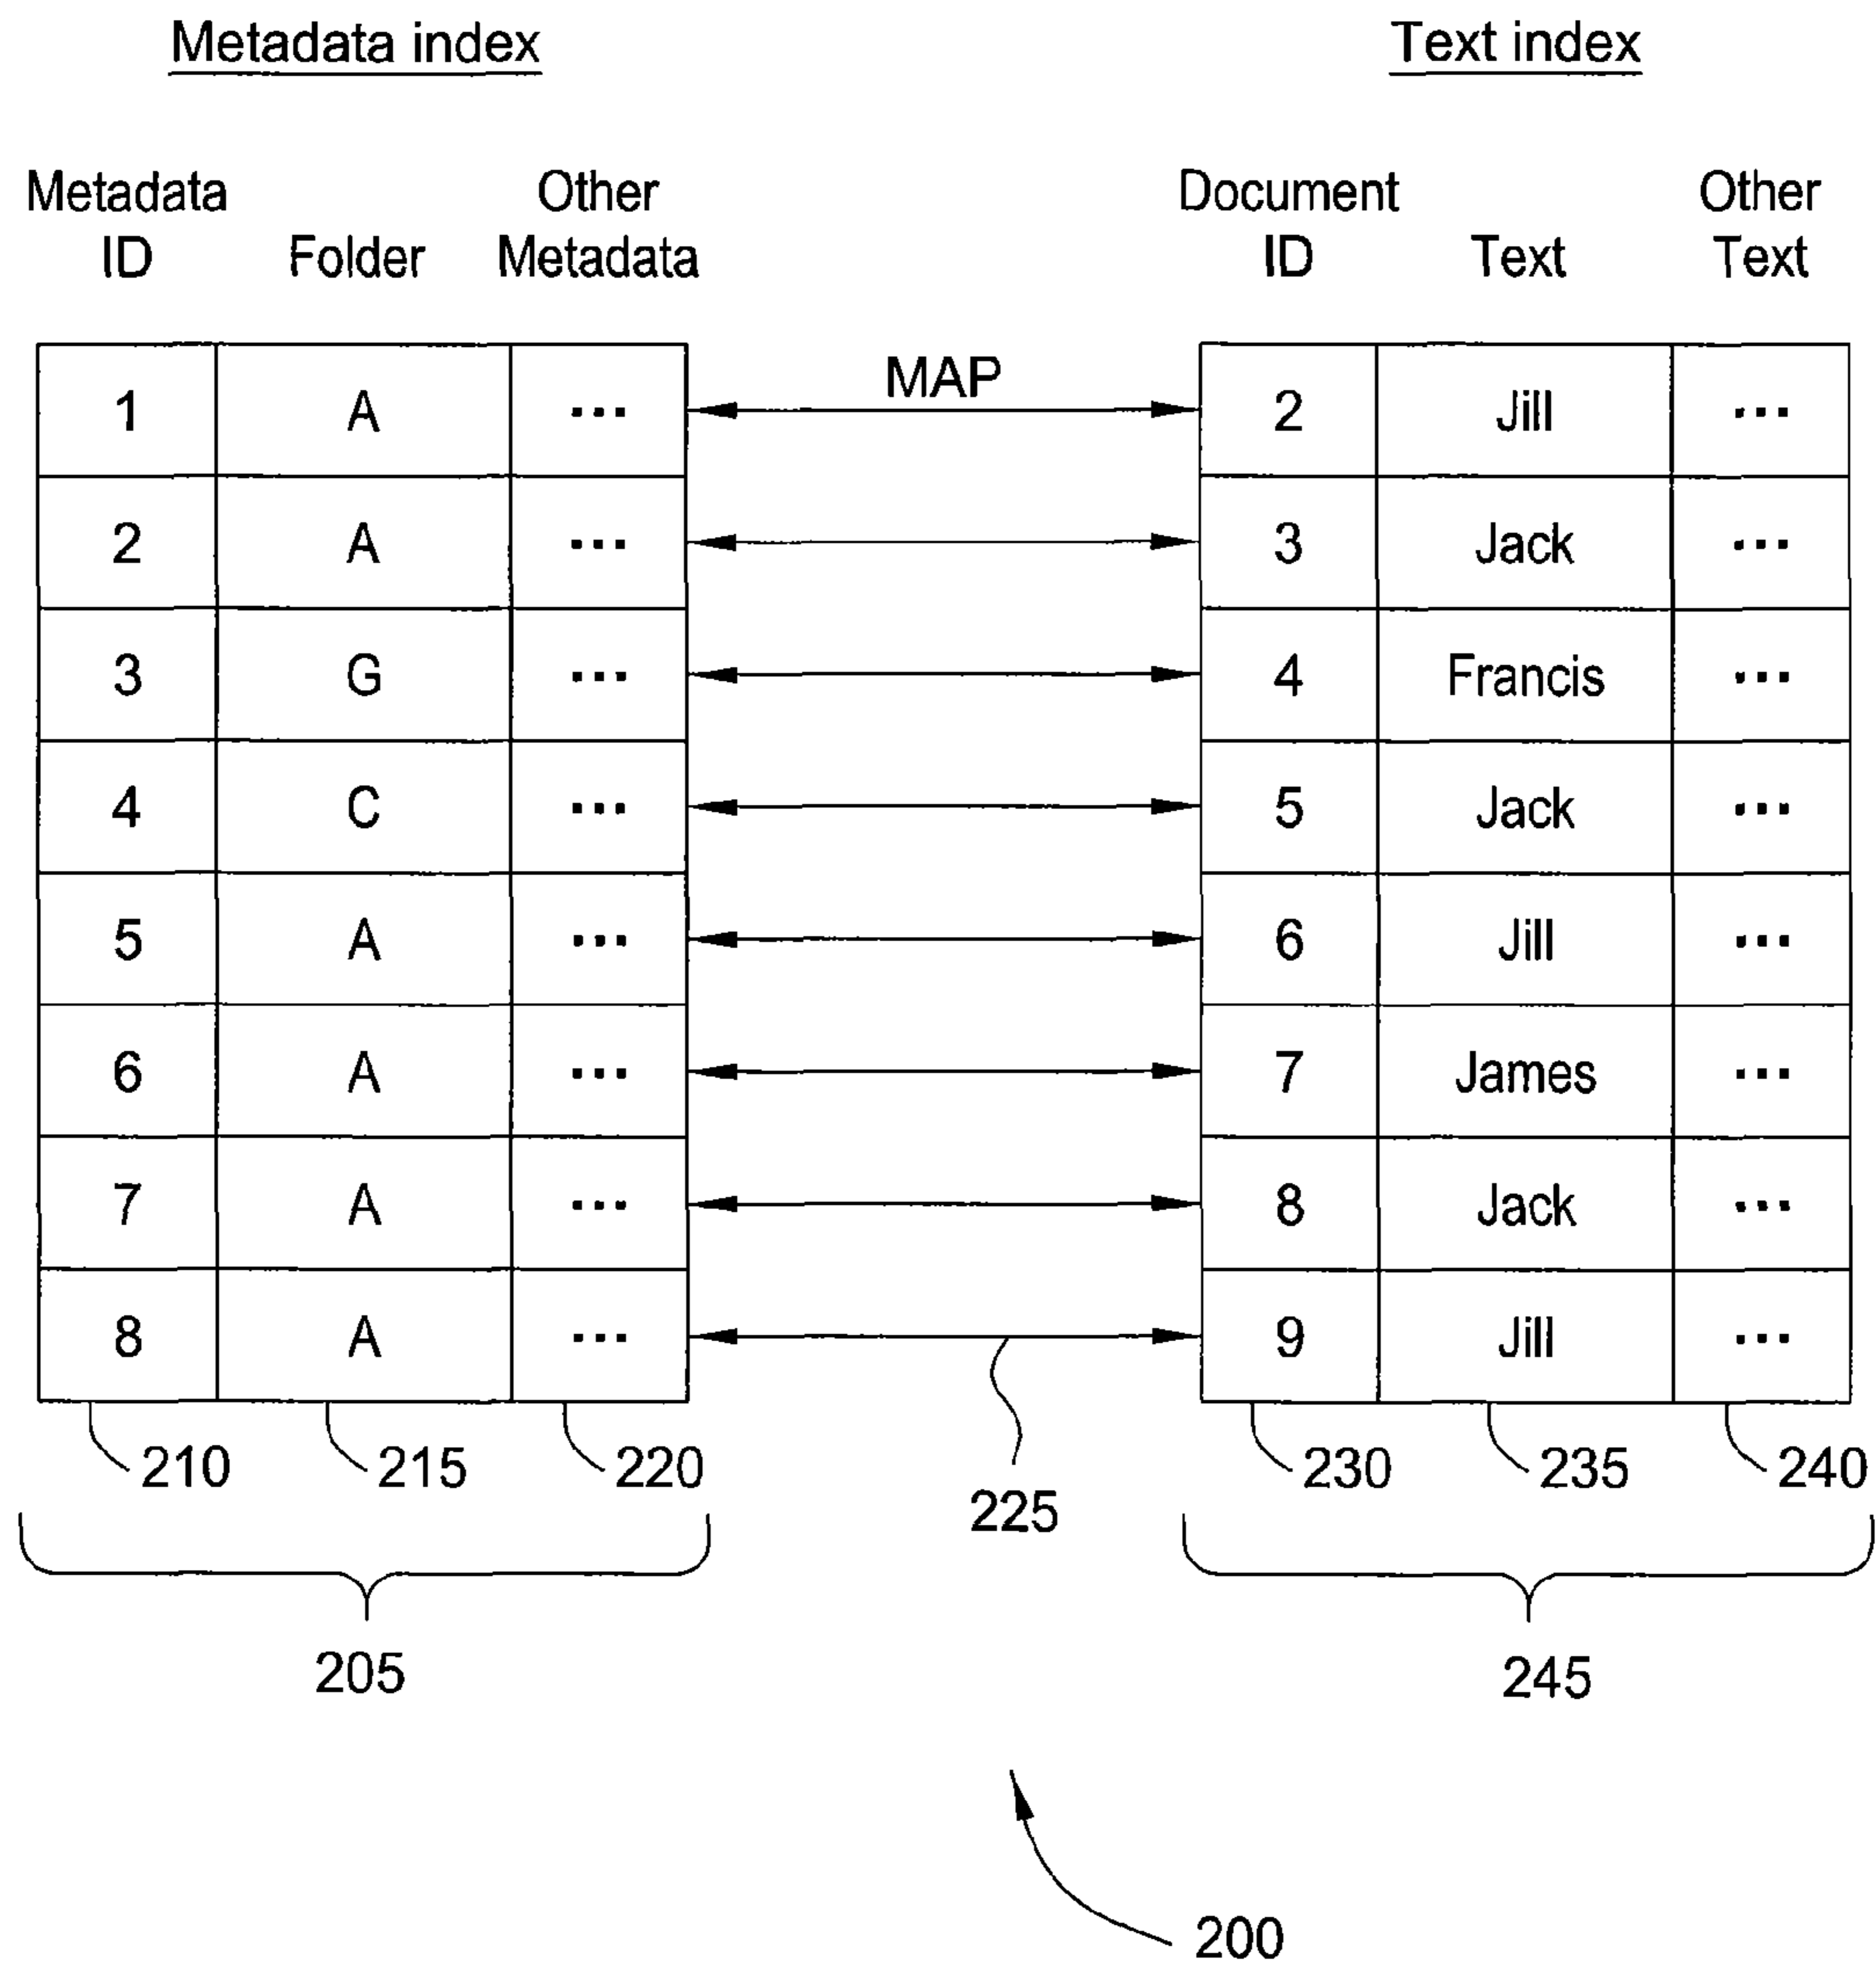 Metadata index Text index
Metadata Other Document Other
ID Folder Metadata ID Text Text
MAP
1 A ... 2 Jill ...
2 A ... 3 Jack ...
3 G ... 4 Francis ...
4 C ... 5 Jack ...
5 A ... 6 Jill ...
6 A ... 7 James ...
7 A ... 8 Jack ...
8 A ... 9 Jill ...
210 215 220 230 235 240
225
205 245
200